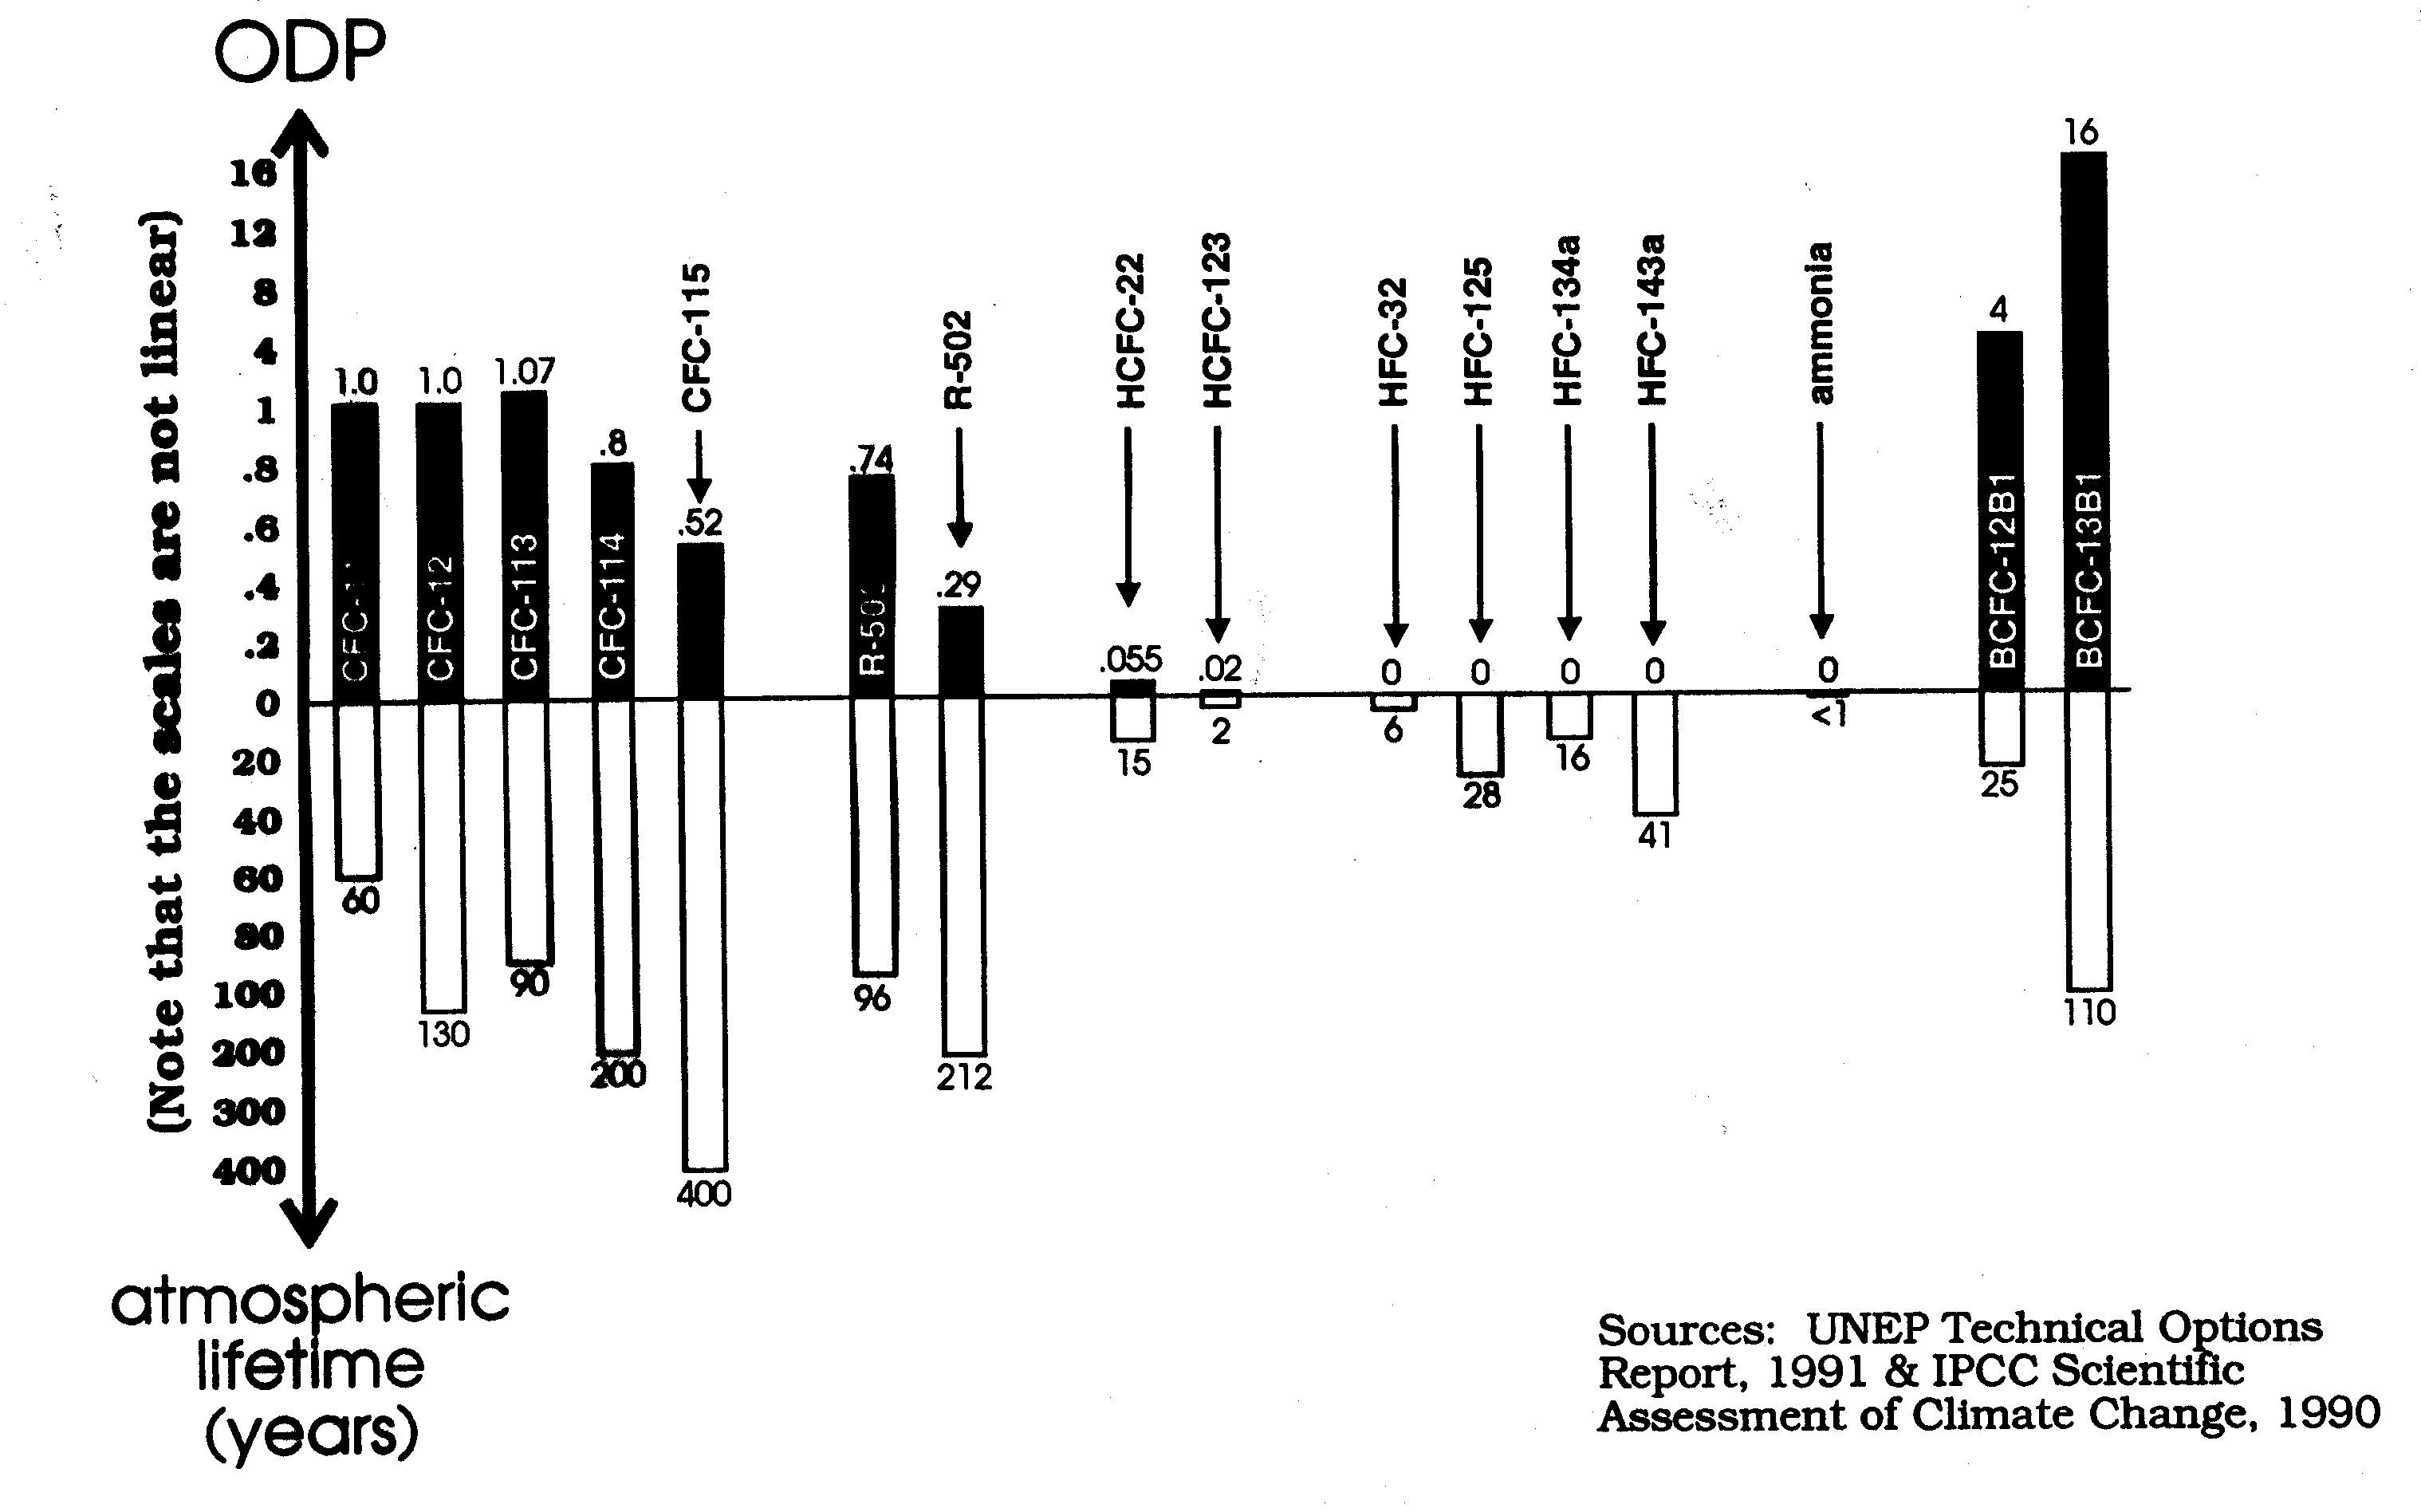 ODP
(Note that the scales are not linear)
16
12
8
4
1
.8
.6
.4
.2
0
20
40
60
80
100
200
300
400
atmospheric
lifetime
(years)
1.0
60
1.0
CFC-12
130
1.07
CFC-113
90
.8
CFC-114
200
CFC-115
.52
400
.74
96
R-502
.29
212
HCFC-22
.055
15
HCFC-123
.02
2
HFC-32
0
6
HFC-125
0
28
HFC-134a
0
16
HFC-143a
0
41
ammonia
0
<1
4
BCFC-12B1
25
16
BCFC-13B1
110
Sources: UNEP Technical Options
Report, 1991 & IPCC Scientific
Assessment of Climate Change, 1990